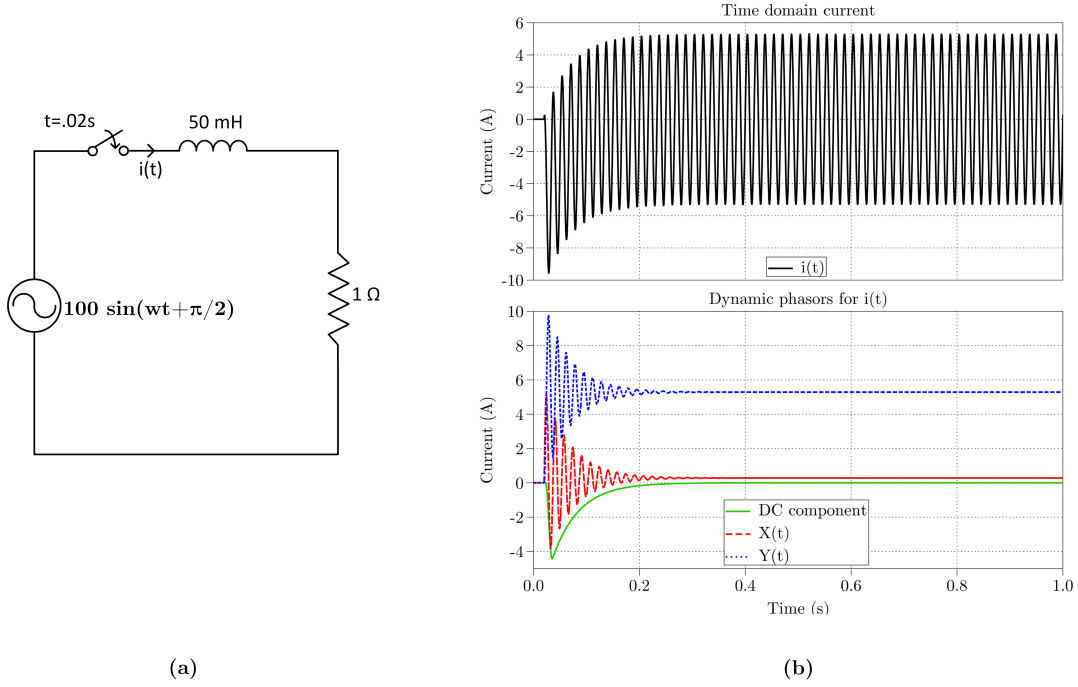 t=.02s
50 mH
i(t)
100 sin(wt+π/2)
1 Ω
(a)
Time domain current
Current (A)
6
4
2
0
-2
-4
-6
-8
-10
i(t)
Dynamic phasors for i(t)
Current (A)
10
8
6
4
2
0
-2
-4
DC component
X(t)
Y(t)
0.0 0.2 0.4 0.6 0.8 1.0
Time (s)
(b)